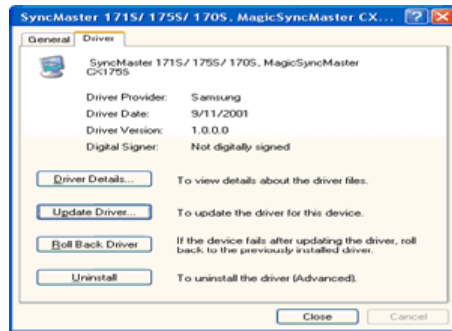 SyncMaster 171S/ 175S/ 170S, MagicSyncMaster CX...
General
Driver
SyncMaster 171S/ 175S/ 170S, MagicSyncMaster
CX175S
Driver Provider: Samsung
Driver Date: 9/11/2001
Driver Version: 1.0.0.0
Digital Signer: Not digitally signed
Driver Details...
To view details about the driver files.
Update Driver...
To update the driver for this device.
Roll Back Driver
If the device fails after updating the driver, roll
back to the previously installed driver.
Uninstall
To uninstall the driver (Advanced).
Close
Cancel